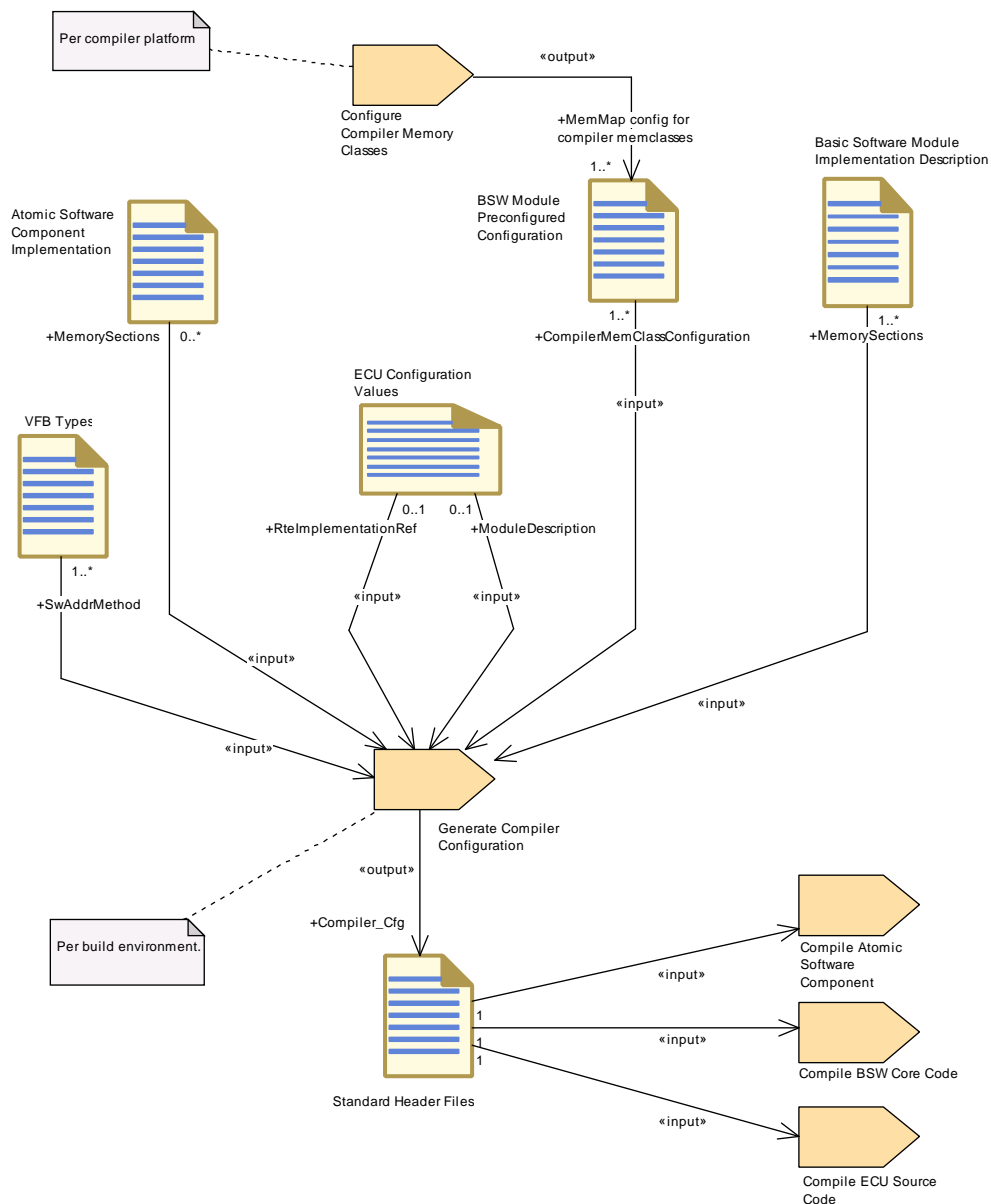 Per compiler platform
«output»
Configure
Compiler Memory
Classes
+MemMap config for
compiler memclasses
1..*
Basic Software Module
Implementation Description
BSW Module
Preconfigured
Configuration
Atomic Software
Component
Implementation
+MemorySections
0..*
1..*
+CompilerMemClassConfiguration
1..*
+MemorySections
ECU Configuration
Values
«input»
VFB Types
0..1
0..1
+RteImplementationRef
+ModuleDescription
1..*
+SwAddrMethod
«input»
«input»
«input»
«input»
«input»
Generate Compiler
Configuration
«output»
+Compiler_Cfg
Per build environment.
Compile Atomic
Software
Component
«input»
1
«input»
1
1
Compile BSW Core Code
Standard Header Files
«input»
Compile ECU Source
Code